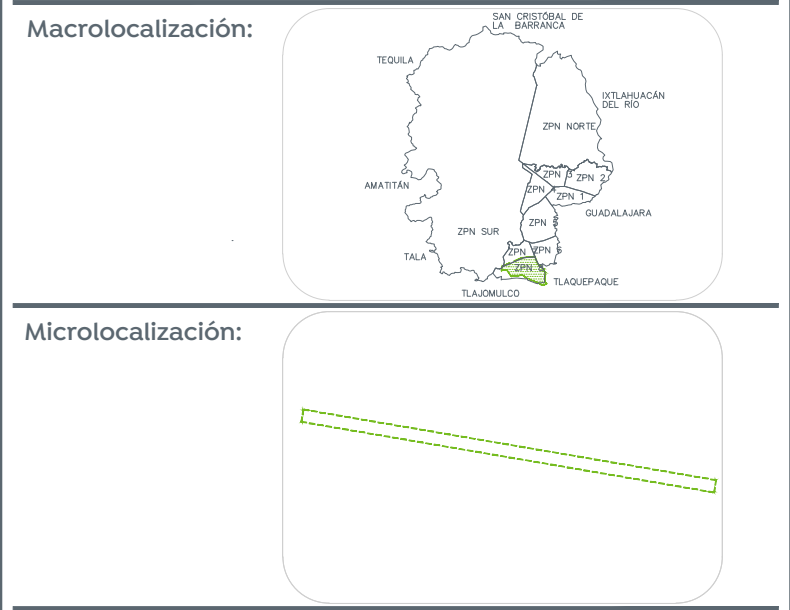 Macrolocalización:
SAN CRISTÓBAL DE
LA BARRANCA
TEQUILA
IXTLAHUACÁN
DEL RÍO
ZPN NORTE
ZPN 3
ZPN 2
AMATITÁN
ZPN 4
ZPN 1
GUADALAJARA
ZPN 5
ZPN SUR
ZPN
ZPN 6
TALA
ZPN
TLAQUEPAQUE
TLAJOMULCO
Microlocalización: